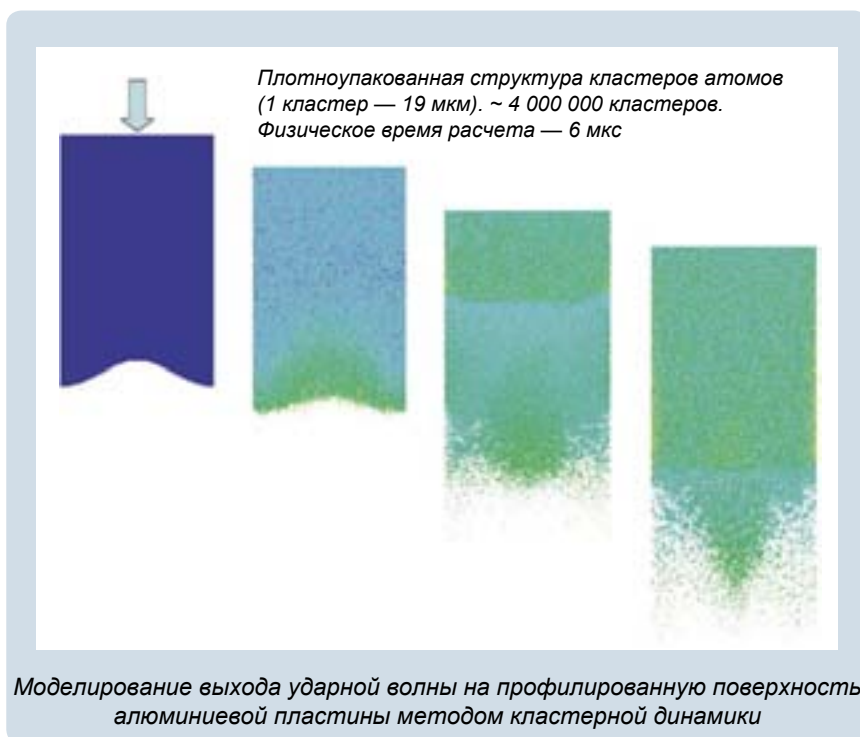 Плотноупакованная структура кластеров атомов
(1 кластер — 19 мкм). ~ 4 000 000 кластеров.
Физическое время расчета — 6 мкс
Моделирование выхода ударной волны на профилированную поверхность
алюминиевой пластины методом кластерной динамики